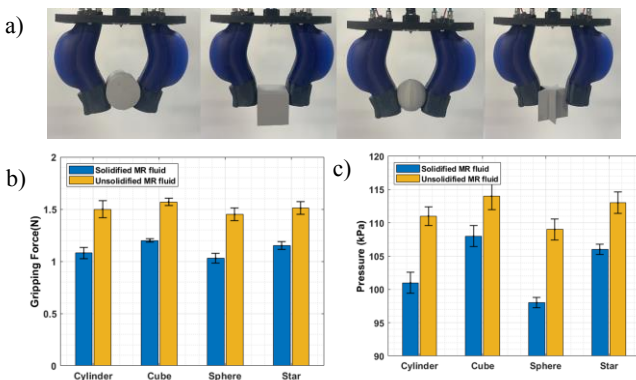 a)
b)
Gripping Force(N)
2
1.5
1
0.5
0
Solidified MR fluid
Unsolidified MR fluid
Cylinder Cube Sphere Star
c)
Pressure (kPa)
120
115
110
105
100
95
90
Solidified MR fluid
Unsolidified MR fluid
Cylinder Cube Sphere Star